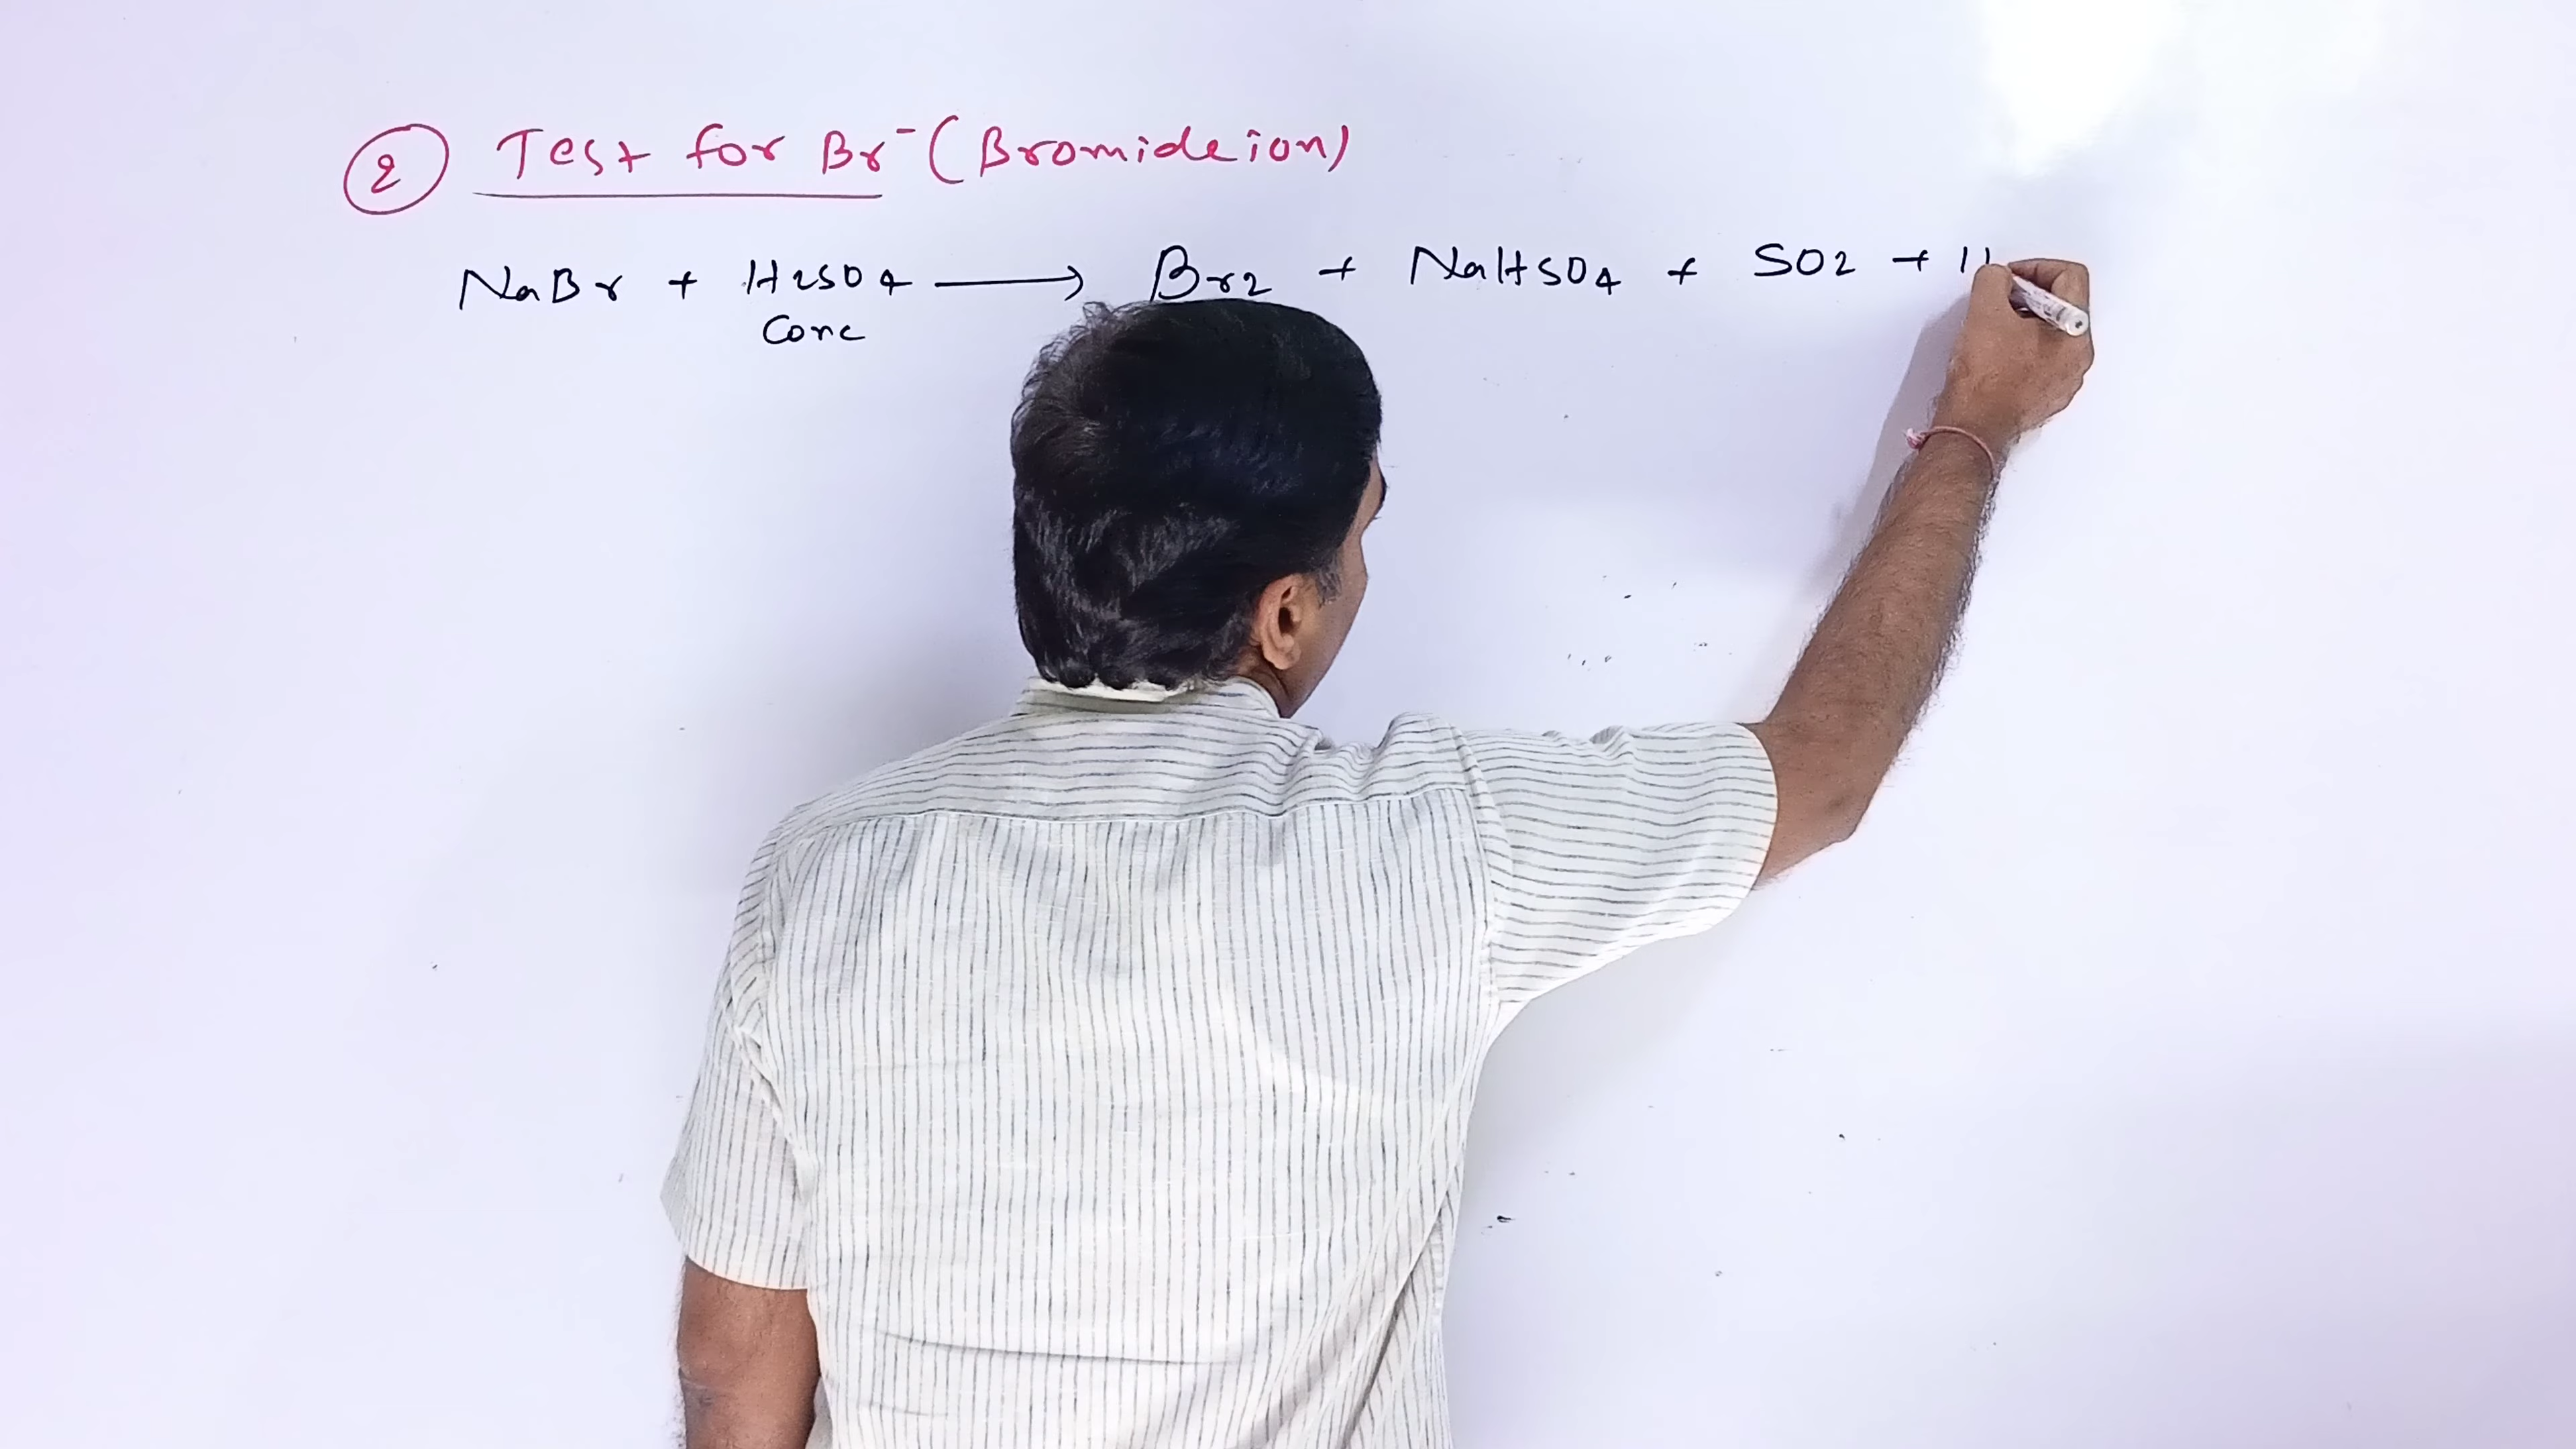 2 Test for Br⁻ (Bromide ion)
NaBr + H2SO4 ⟶ Br2 + NaHSO4 + SO2 +
Conc